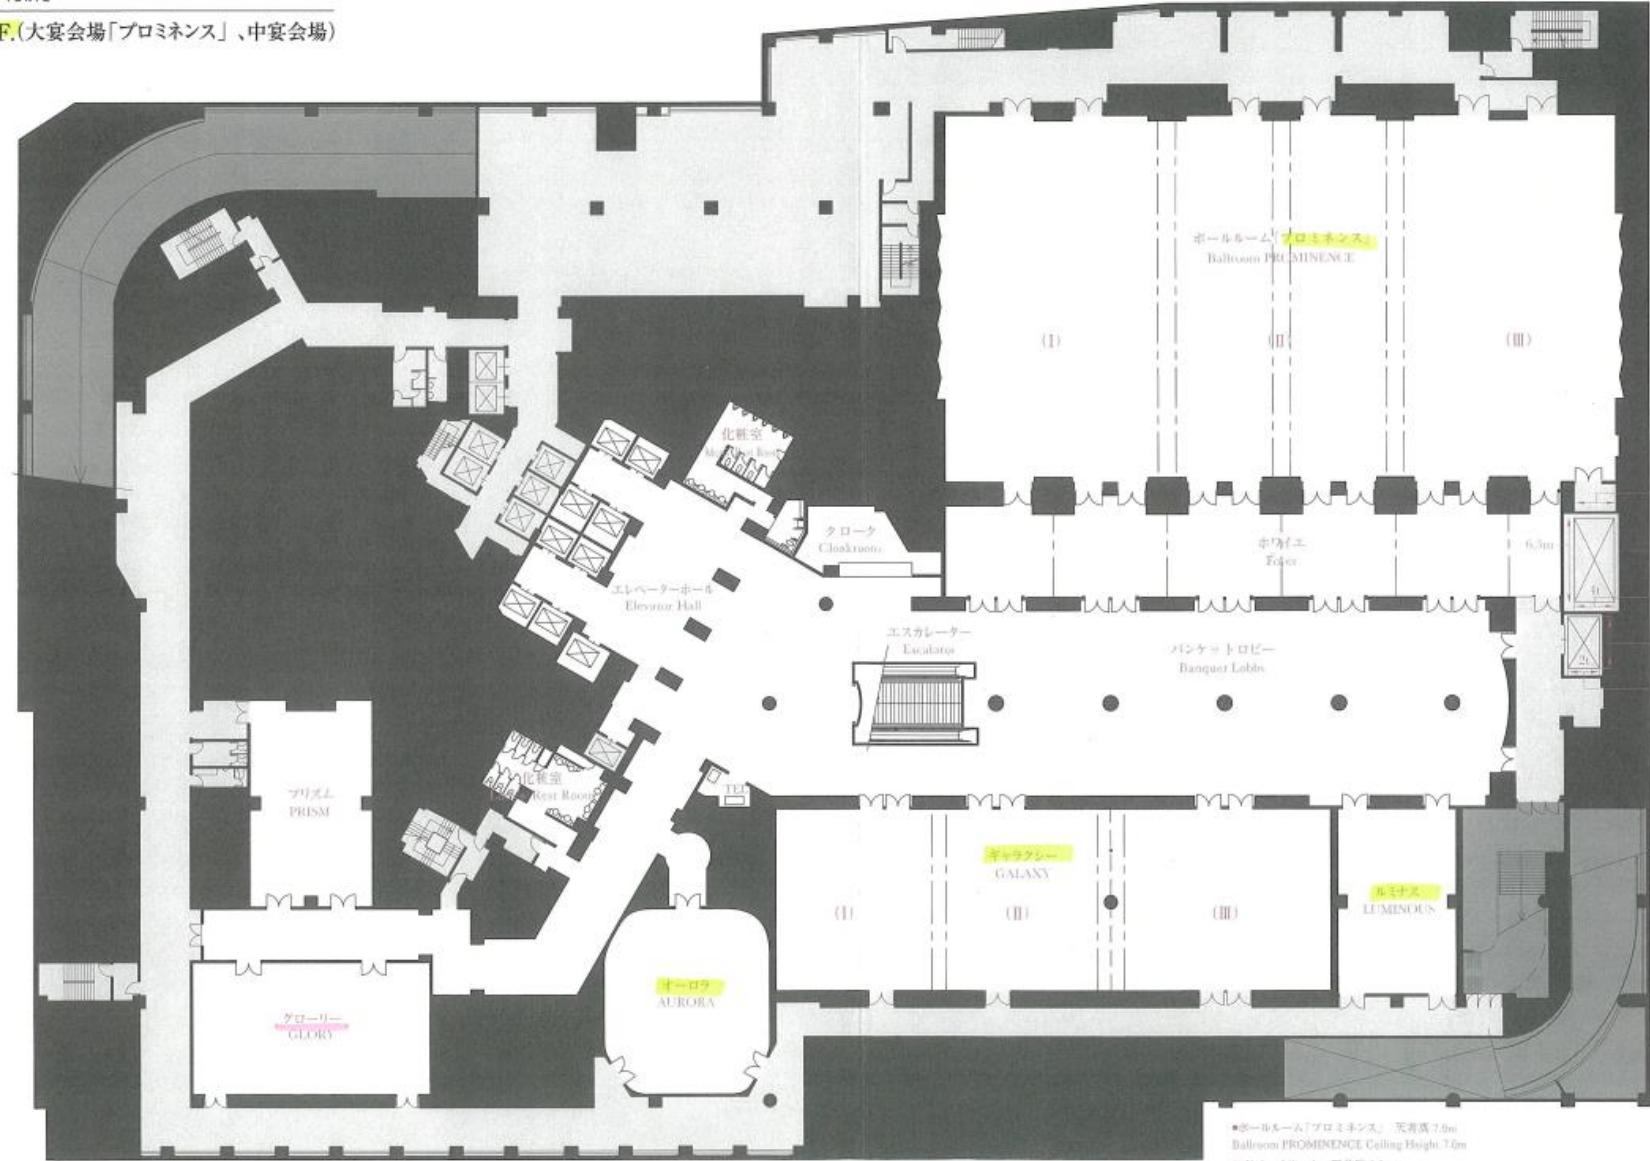 F.(大宴会場「プロミネンス」、中宴会場)
ボールルーム「プロミネンス」
Ballroom PROMINENCE
(I)
(II)
(III)
化粧室
クローク
Cloakroom
ホワイエ
Foyer
6.3m
4t
エレベーターホール
Elevator Hall
エスカレーター
Escalator
バンケットロビー
Banquet Lobby
2t
化粧室
Rest Room
TEL
プリズム
PRISM
ギャラクシー
GALAXY
(I)
(II)
(III)
ルミナス
LUMINOUS
オーロラ
AURORA
グローリー
GLORY
●ボールルーム「プロミネンス」 天井高 7.0m
Ballroom PROMINENCE Ceiling Height 7.0m